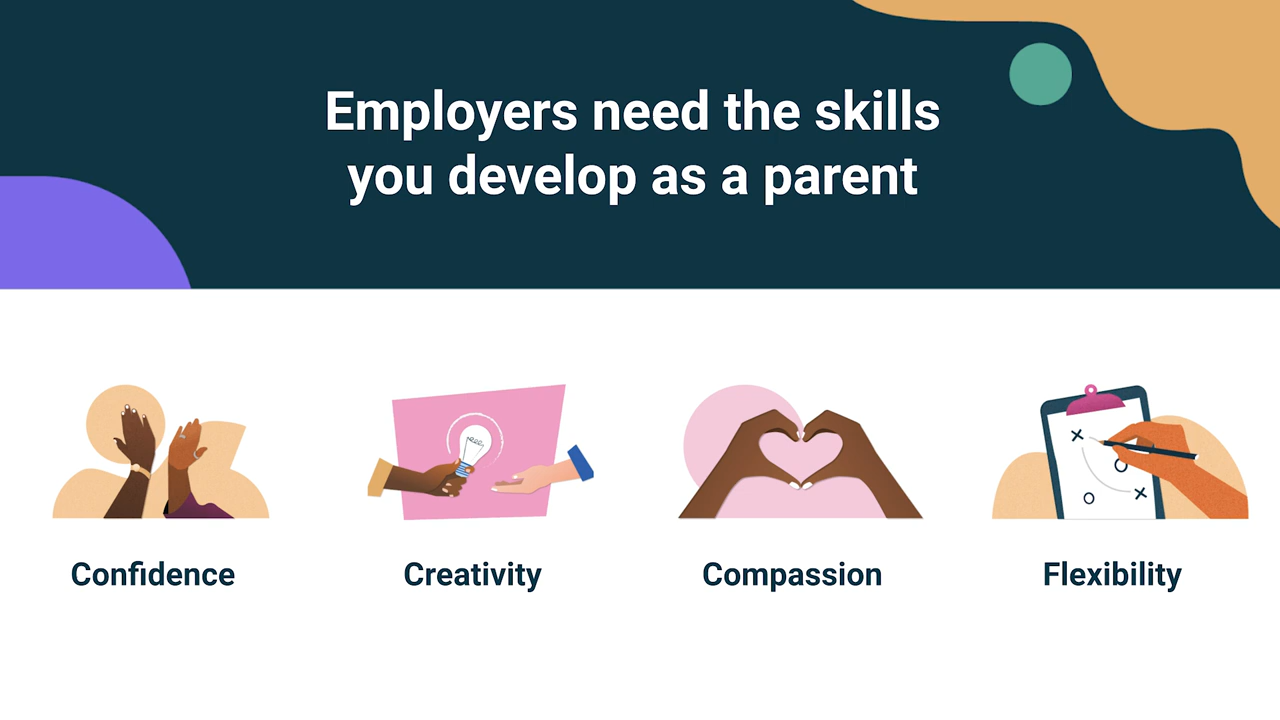 Employers need the skills
you develop as a parent
Confidence
Creativity
Compassion
Flexibility